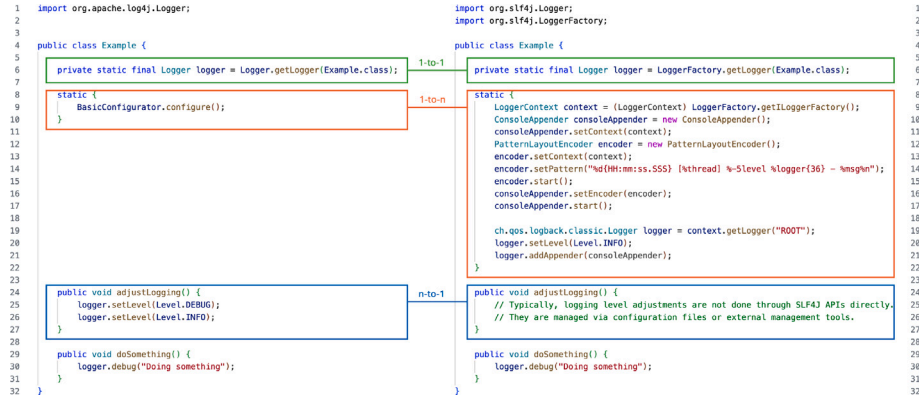 1 import org.apache.log4j.Logger;
2
3
4 public class Example {
5
6 private static final Logger logger = Logger.getLogger(Example.class);
7
8 static {
9 BasicConfigurator.configure();
10 }
11
12
13
14
15
16
17
18
19
20
21
22
23
24 public void adjustLogging() {
25 logger.setLevel(Level.DEBUG);
26 logger.setLevel(Level.INFO);
27 }
28
29 public void doSomething() {
30 logger.debug("Doing something");
31 }
32 }
1-to-1
1-to-n
n-to-1
import org.slf4j.Logger; 1
import org.slf4j.LoggerFactory; 2
3
public class Example { 4
5
private static final Logger logger = LoggerFactory.getLogger(Example.class); 6
7
static { 8
LoggerContext context = (LoggerContext) LoggerFactory.getILoggerFactory(); 9
ConsoleAppender consoleAppender = new ConsoleAppender(); 10
consoleAppender.setContext(context); 11
PatternLayoutEncoder encoder = new PatternLayoutEncoder(); 12
encoder.setContext(context); 13
encoder.setPattern("%d{HH:mm:ss.SSS} [%thread] %-5level %logger{36} - %msg%n"); 14
encoder.start(); 15
consoleAppender.setEncoder(encoder); 16
consoleAppender.start(); 17
18
ch.qos.logback.classic.Logger logger = context.getLogger("ROOT"); 19
logger.setLevel(Level.INFO); 20
logger.addAppender(consoleAppender); 21
} 22
23
public void adjustLogging() { 24
// Typically, logging level adjustments are not done through SLF4J APIs directly. 25
// They are managed via configuration files or external management tools. 26
} 27
28
public void doSomething() { 29
logger.debug("Doing something"); 30
} 31
} 32